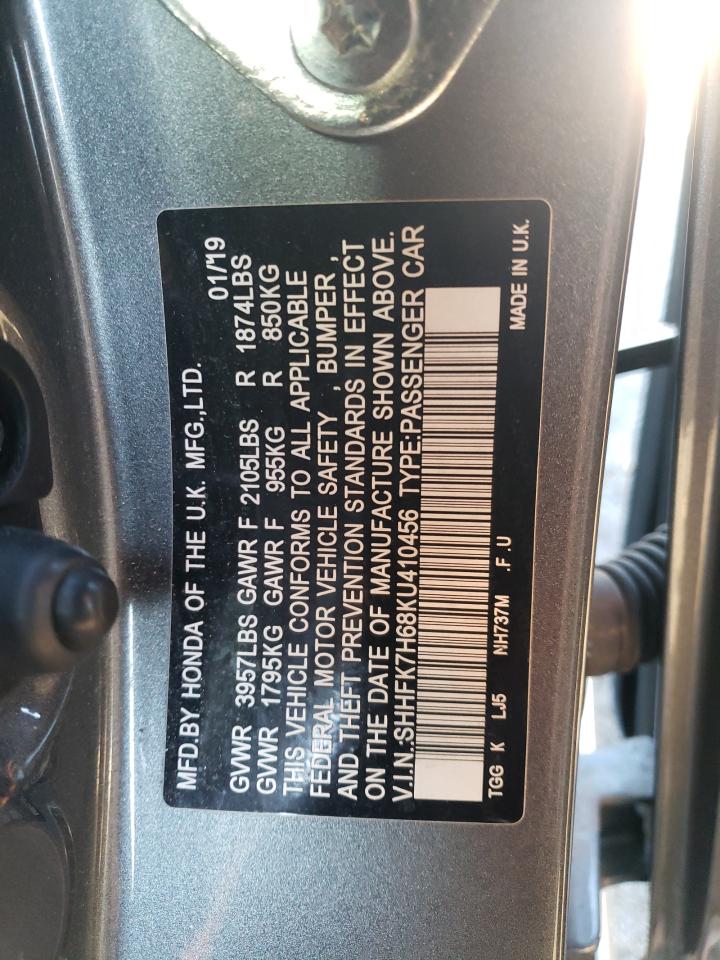 MFD.BY HONDA OF THE U.K. MFG.,LTD. 01/'19
GVWR 3957LBS GAWR F 2105LBS R 1874LBS
GVWR 1795KG GAWR F 955KG R 850KG
THIS VEHICLE CONFORMS TO ALL APPLICABLE
FEDERAL MOTOR VEHICLE SAFETY , BUMPER ,
AND THEFT PREVENTION STANDARDS IN EFFECT
ON THE DATE OF MANUFACTURE SHOWN ABOVE.
V.I.N.:SHHFK7H68KU410456 TYPE:PASSENGER CAR
TGG K LJ5 NH737M .F .U MADE IN U.K.